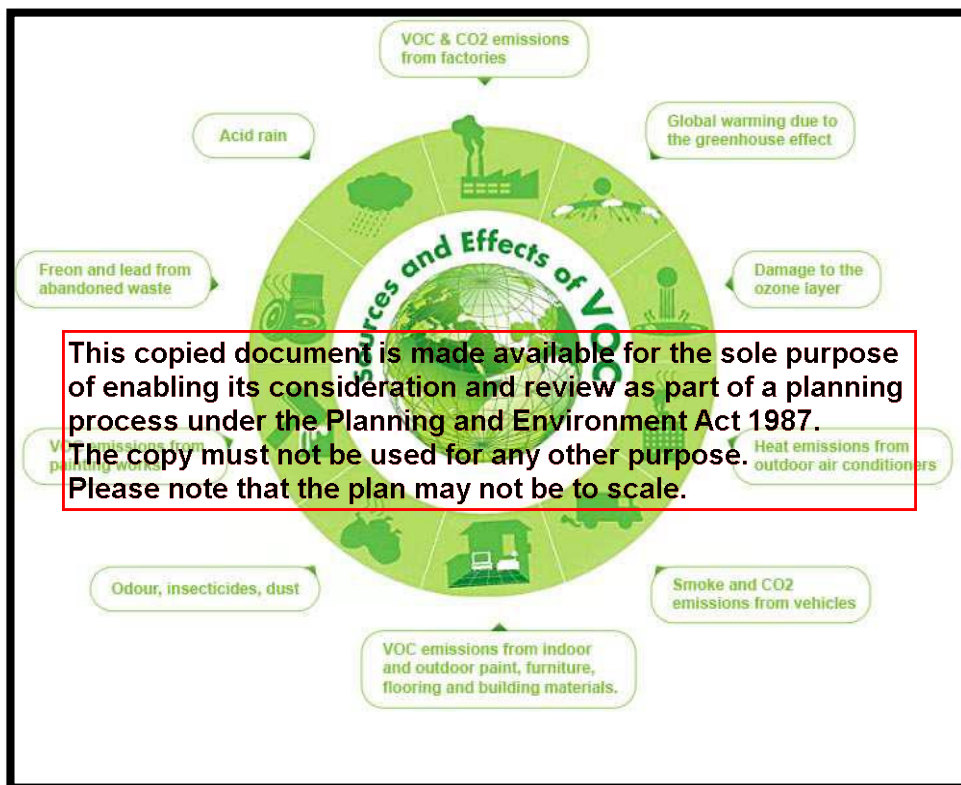 VOC & CO2 emissions
from factories
Acid rain
Global warming due to
the greenhouse effect
Sources and Effects of VOC
Freon and lead from
abandoned waste
Damage to the
ozone layer
This copied document is made available for the sole purpose
of enabling its consideration and review as part of a planning
process under the Planning and Environment Act 1987.
The copy must not be used for any other purpose.
Please note that the plan may not be to scale.
VOC emissions from
painting works
Heat emissions from
outdoor air conditioners
Odour, insecticides, dust
Smoke and CO2
emissions from vehicles
VOC emissions from indoor
and outdoor paint, furniture,
flooring and building materials.